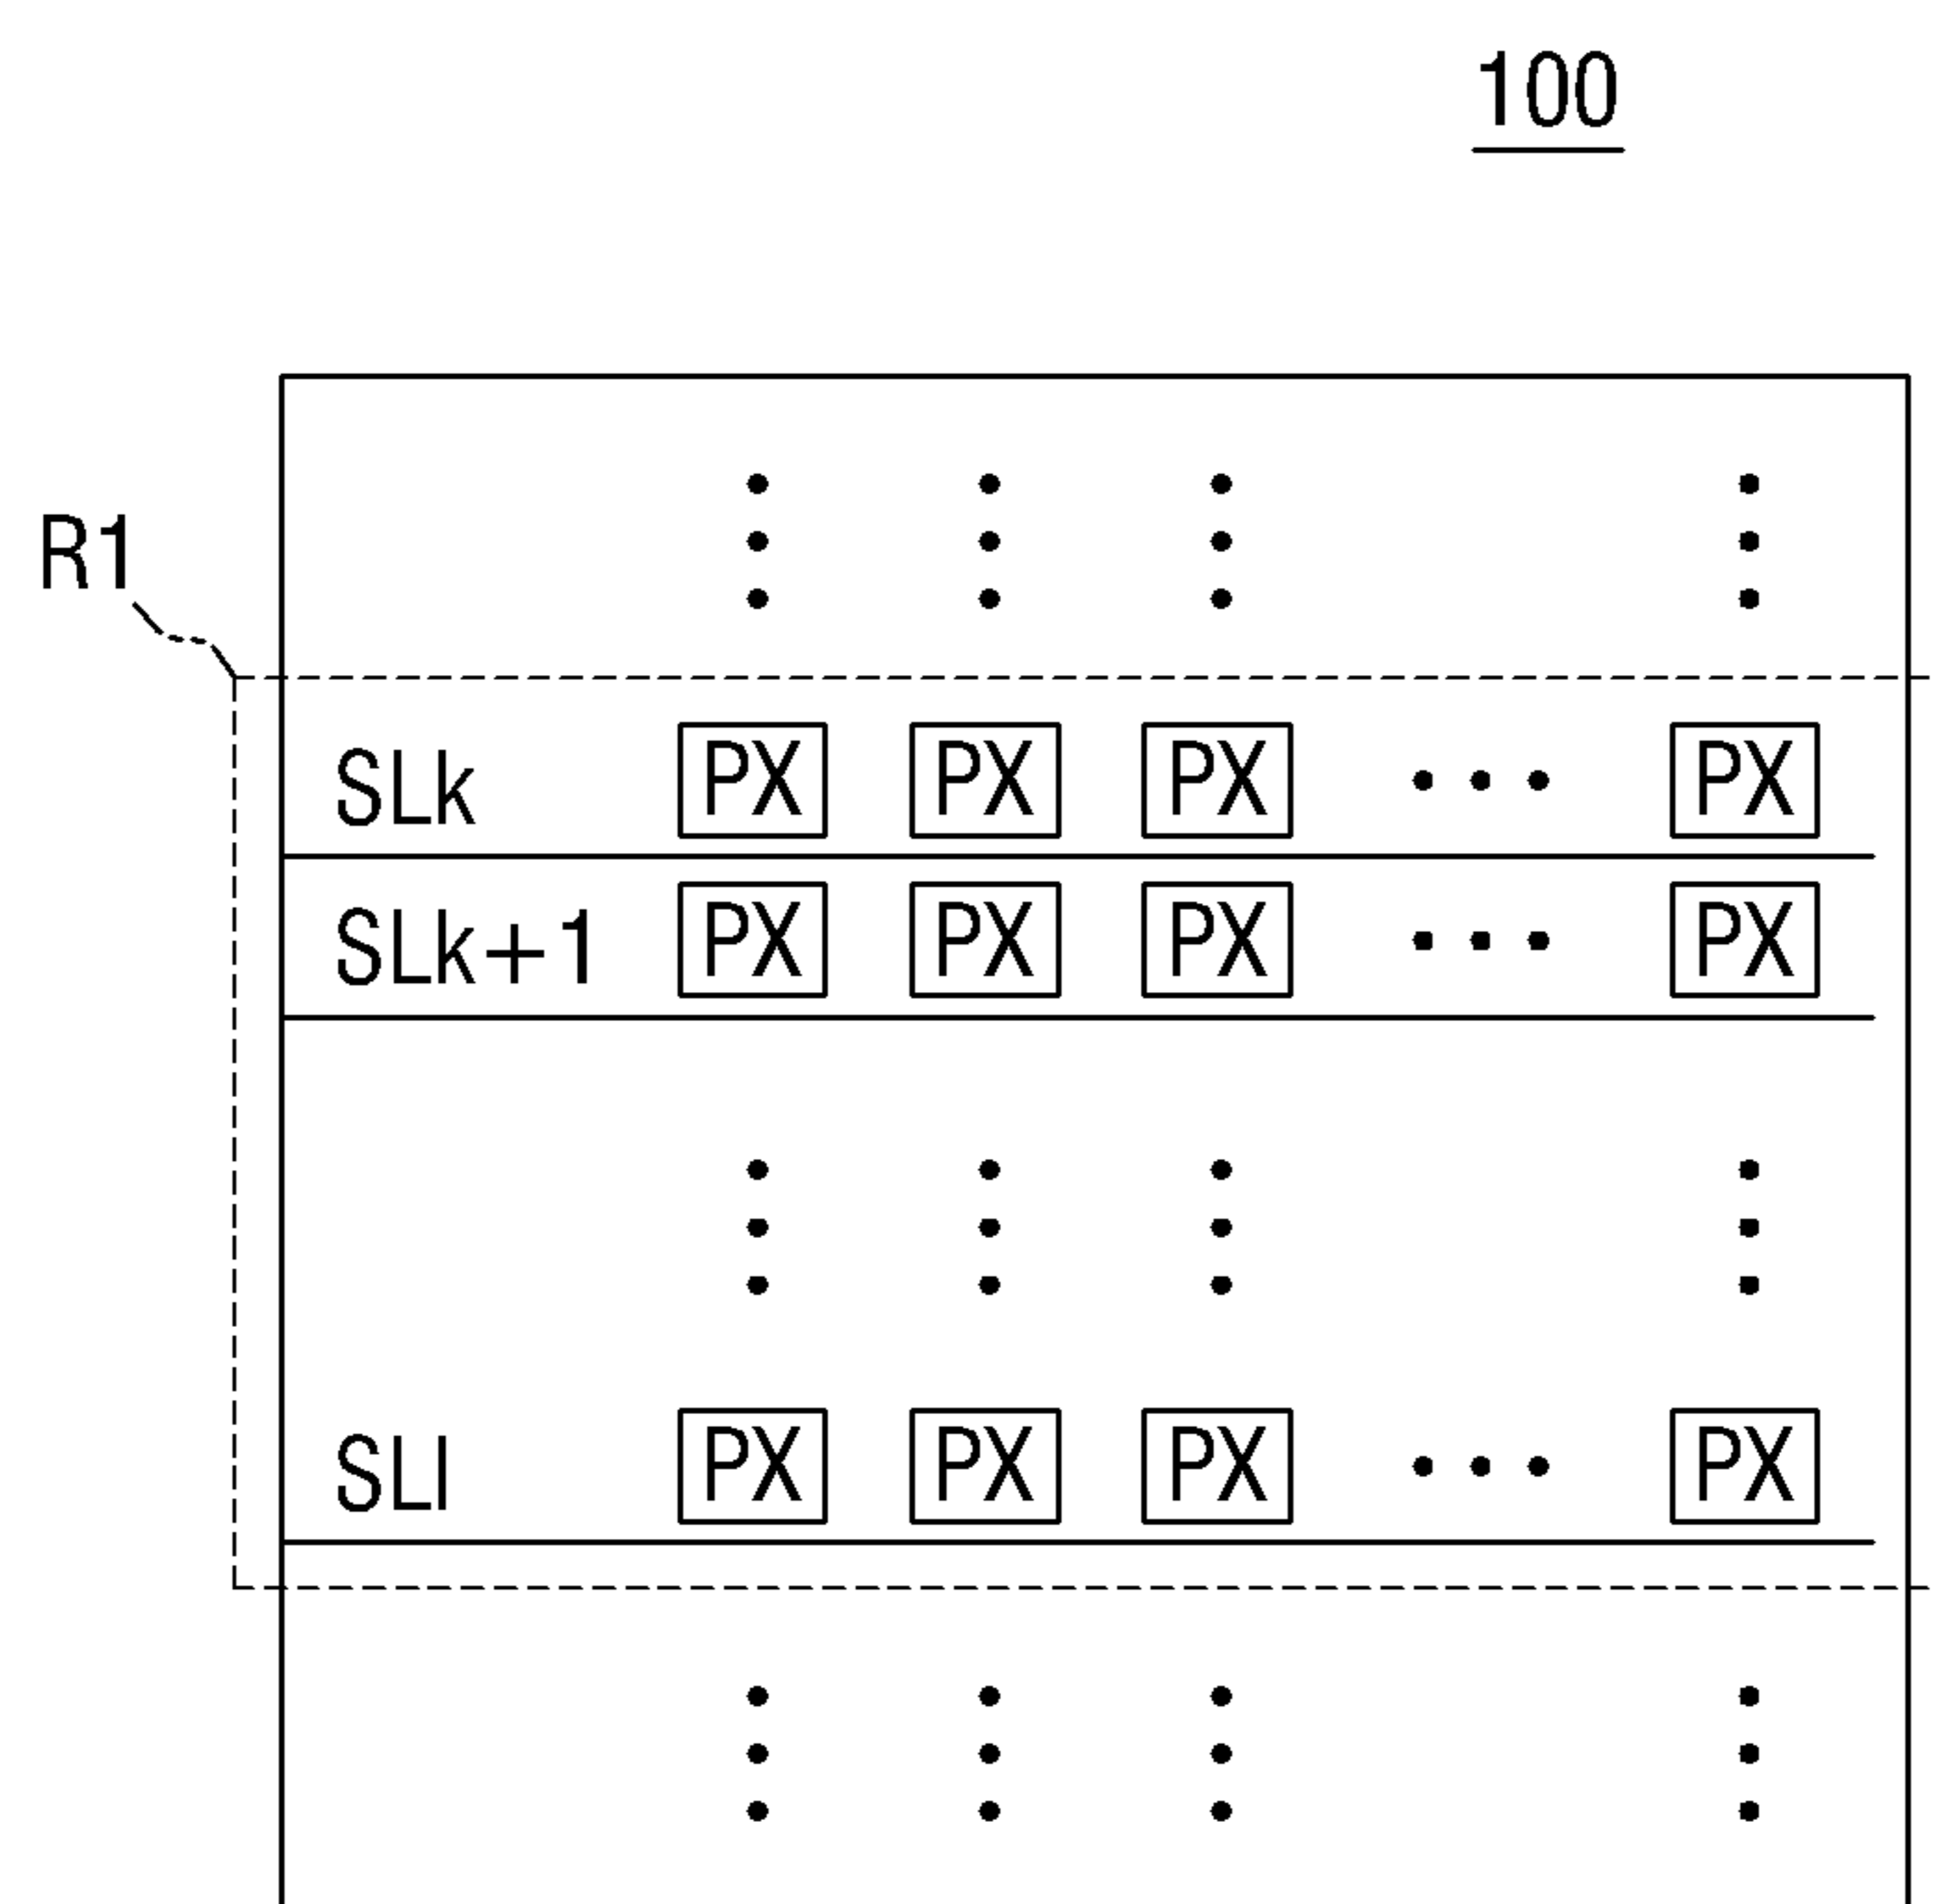 100
R1
SLk PX PX PX ••• PX
SLk+1 PX PX PX ••• PX
SLl PX PX PX ••• PX